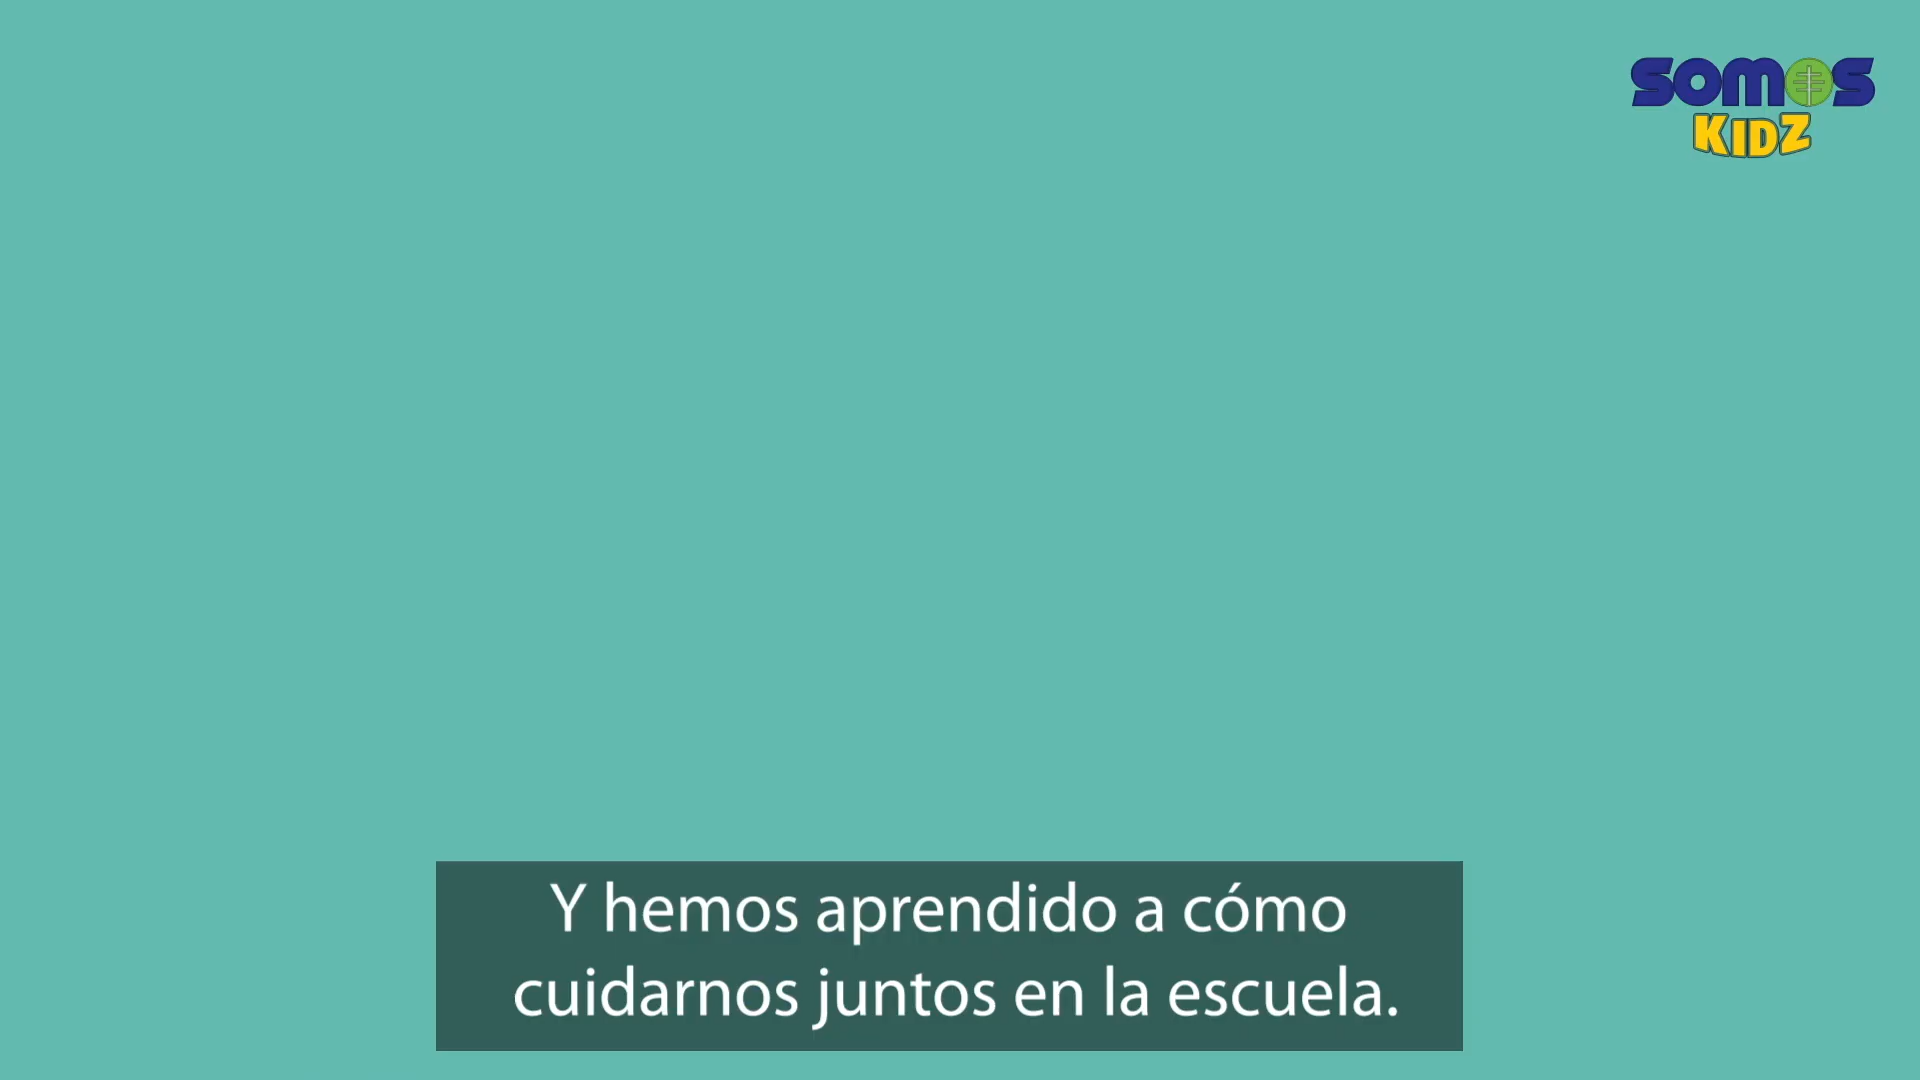 SOMOS
KIDZ
Y hemos aprendido a cómo
cuidarnos juntos en la escuela.